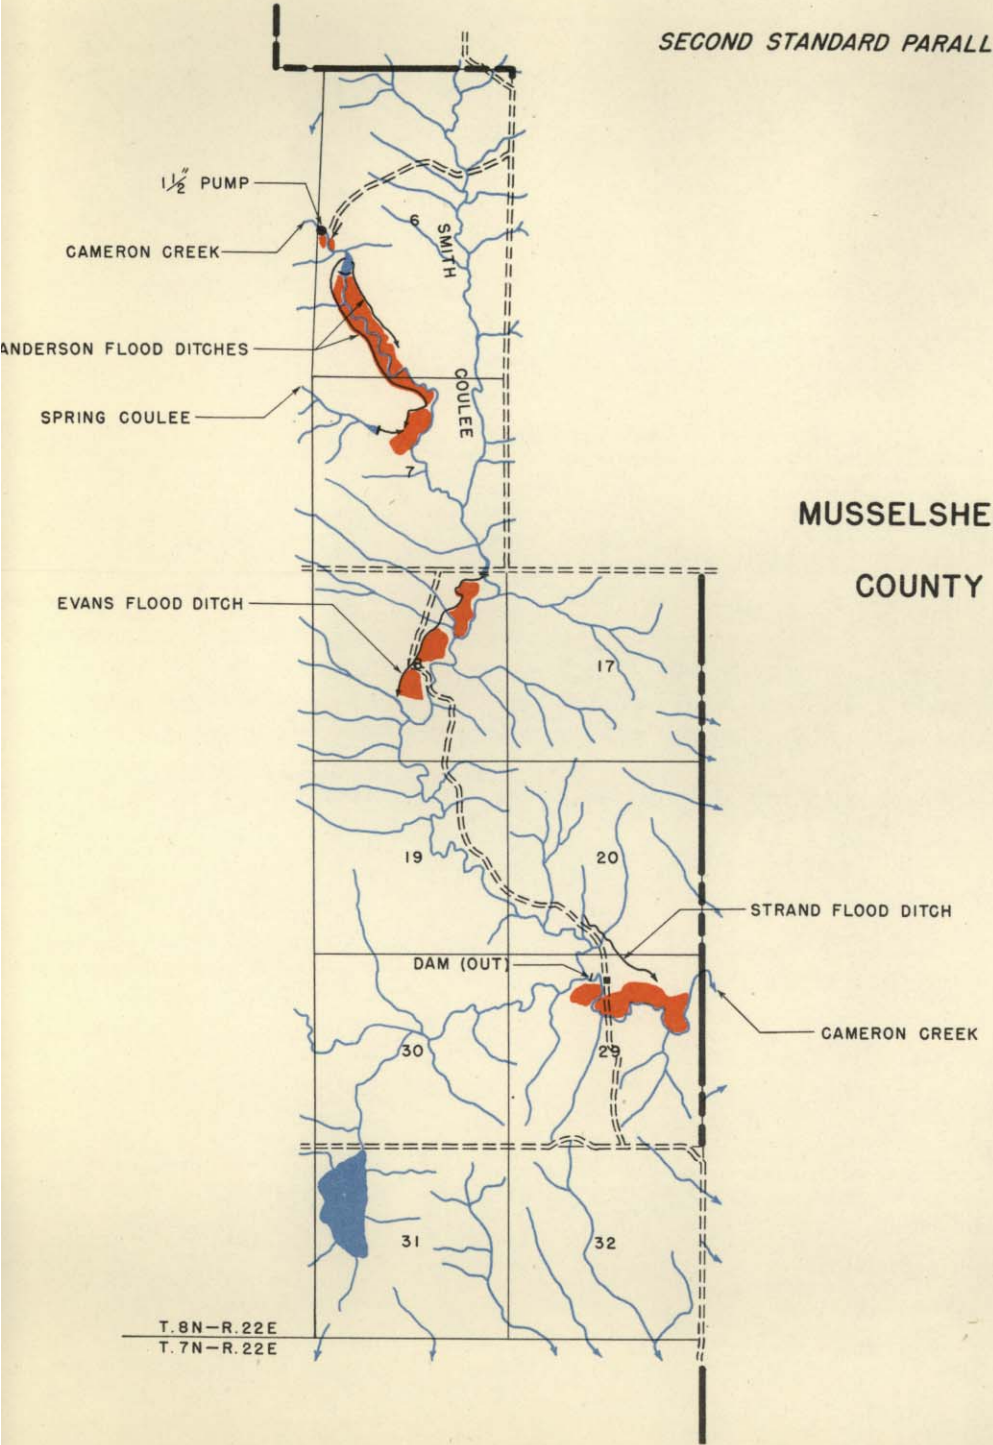 SECOND STANDARD PARALL
1½" PUMP
6
SMITH
CAMERON CREEK
ANDERSON FLOOD DITCHES
COULEE
SPRING COULEE
7
MUSSELSHE
COUNTY
EVANS FLOOD DITCH
18
17
19
20
STRAND FLOOD DITCH
DAM (OUT)
CAMERON CREEK
30
29
31
32
T.8N—R.22E
T.7N—R.22E